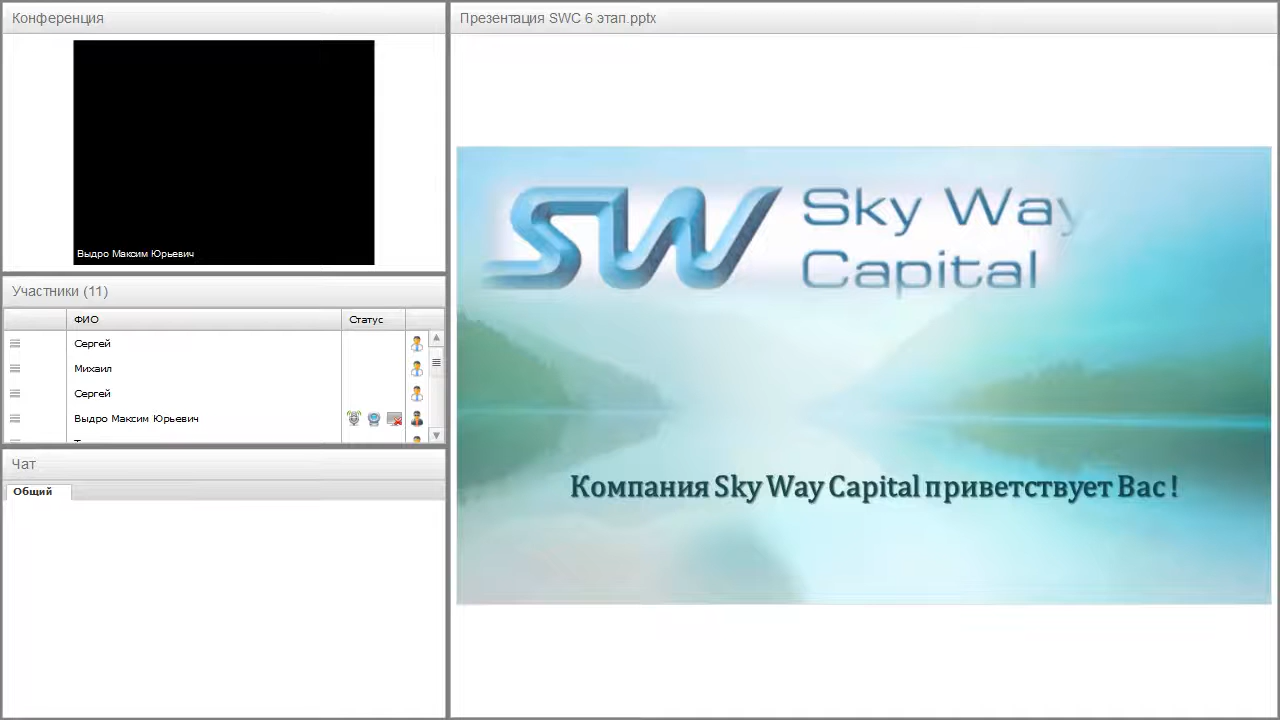 Конференция
Выдро Максим Юрьевич
Участники (11)
ФИО
Статус
Сергей
Михаил
Сергей
Выдро Максим Юрьевич
Чат
Общий
Презентация SWC 6 этап.pptx
SW
Sky Way
Capital
Компания Sky Way Capital приветствует Вас !